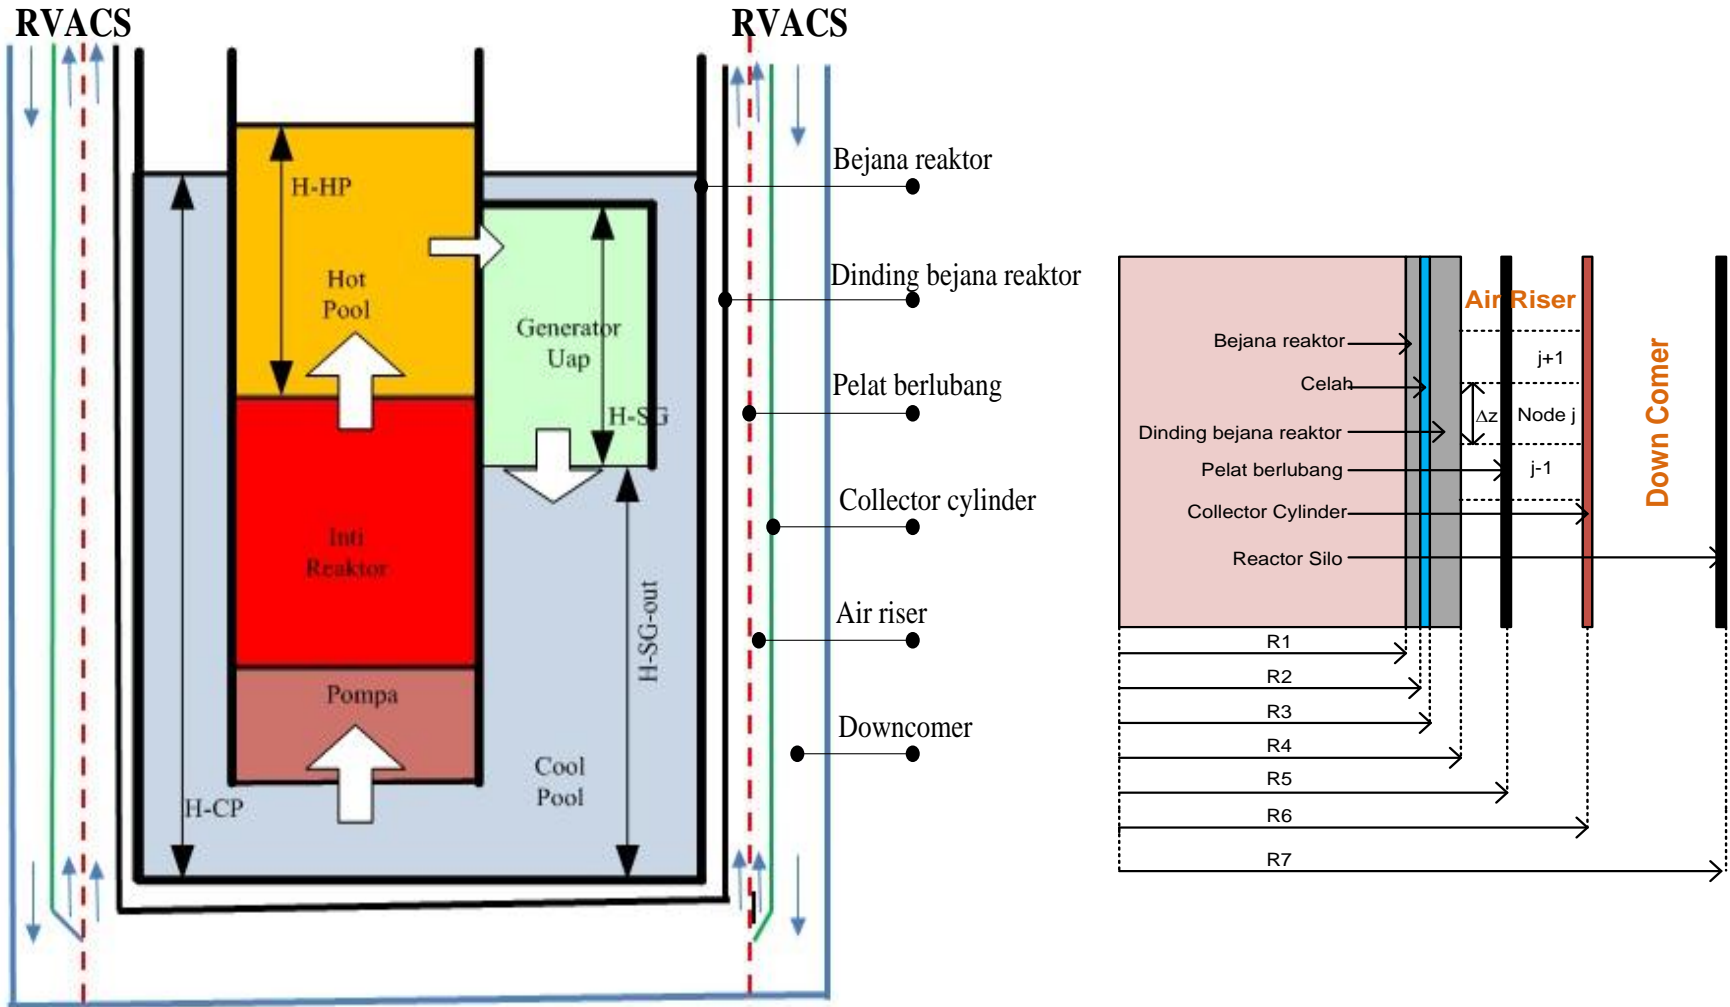 RVACS
RVACS
H-HP
Hot
Pool
Generator
Uap
H-SG
Inti
Reaktor
H-SG-out
Pompa
Cool
Pool
H-CP
Bejana reaktor
Dinding bejana reaktor
Pelat berlubang
Collector cylinder
Air riser
Downcomer
Air Riser
Bejana reaktor
j+1
Celah
Δz
Node j
Dinding bejana reaktor
Pelat berlubang
j-1
Collector Cylinder
Reactor Silo
Down Comer
R1
R2
R3
R4
R5
R6
R7